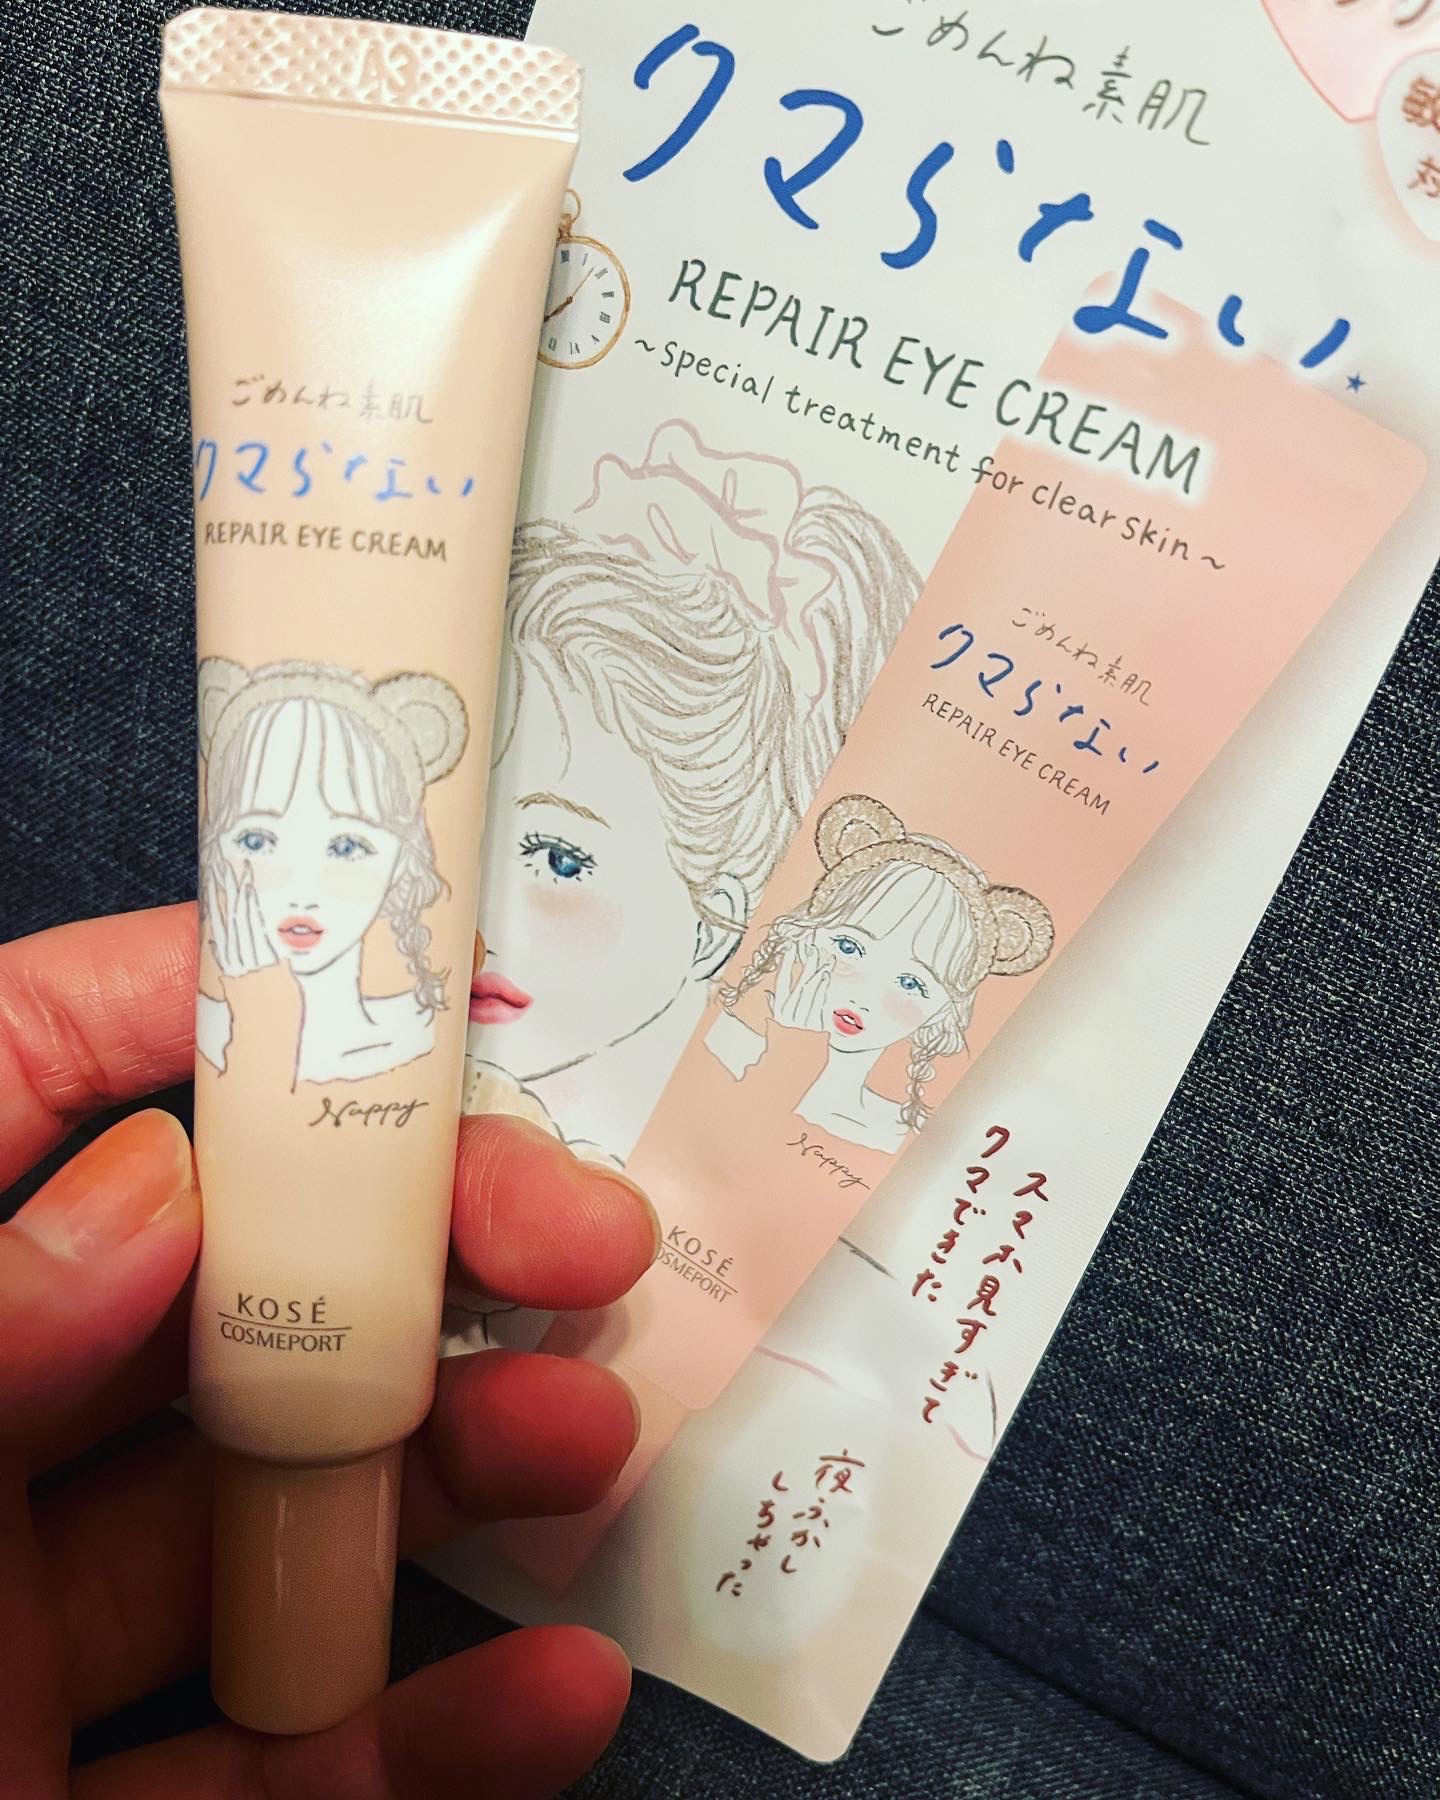 ごめんね素肌
クマらない
REPAIR EYE CREAM
Nappy
KOSÉ
COSMEPORT
ごめんね素肌
クマらない
REPAIR EYE CREAM
~special treatment for clear skin~
ごめんね素肌
クマらない
REPAIR EYE CREAM
Nappy
KOSÉ
COSMEPORT
スマホ見すぎて
クマできた
夜ふかし
しちゃった
敏
対